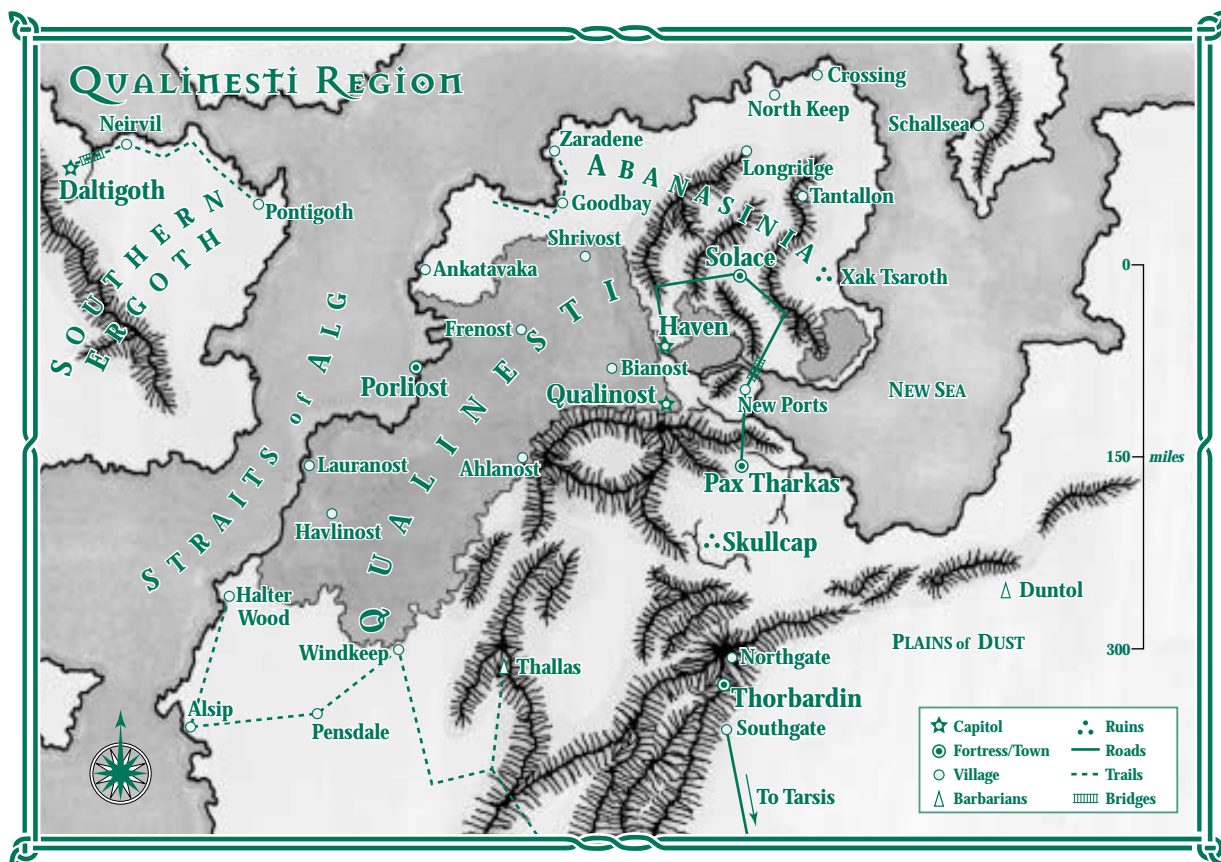 QUALINESTI REGION
Crossing
North Keep
Neirvil
Schallsea
Zaradene
ABANASINIA
Longridge
Daltigoth
Tantallon
Pontigoth
Goodbay
SOUTHERN
ERGOTH
Shrivost
Solace
Ankatavaka
Xak Tsaroth
0
STRAITS of ALG
QUALINESTI
Frenost
Haven
Bianost
Porliost
Qualinost
New Ports
NEW SEA
Lauranost
Ahlanost
150 miles
Pax Tharkas
Havlinost
Skullcap
Halter
Wood
Duntol
PLAINS of DUST
Windkeep
Northgate
300
Thallas
Thorbardin
Alsip
Pensdale
Southgate
To Tarsis
Capitol
Fortress/Town
Village
Barbarians
Ruins
Roads
Trails
Bridges